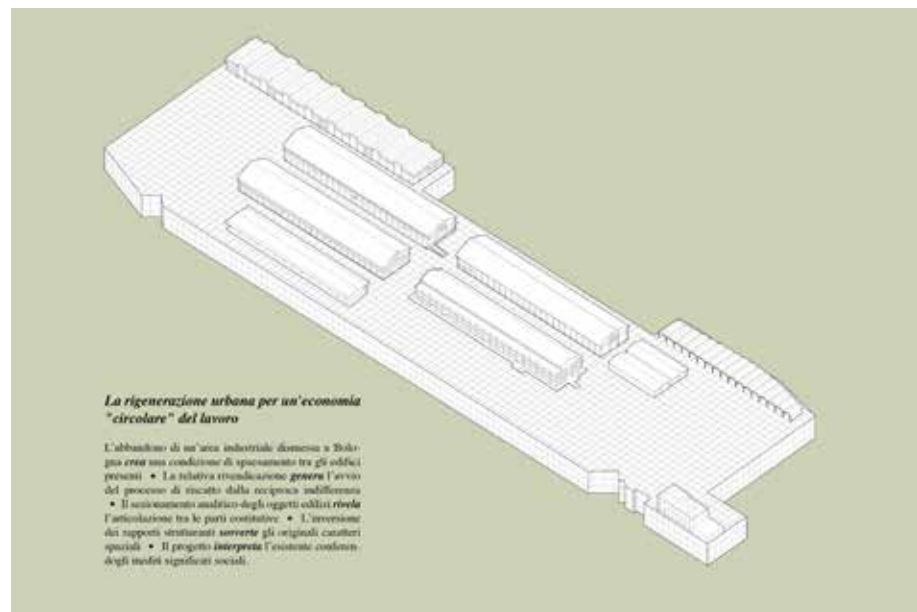 La rigenerazione urbana per un'economia
"circolare" del lavoro
L'abbandono di un'area industriale dismessa a Bolo-
gna crea una condizione di spaesamento tra gli edifici
presenti • La relativa rivendicazione genera l'avvio
del processo di riscatto dalla reciproca indifferenza
• Il sezionamento analitico degli oggetti edilizi rivela
l'articolazione tra le parti costitutive • L'inversione
dei rapporti strutturanti sovverte gli originali caratteri
spaziali • Il progetto interpreta l'esistente conferen-
dogli inediti significati sociali.